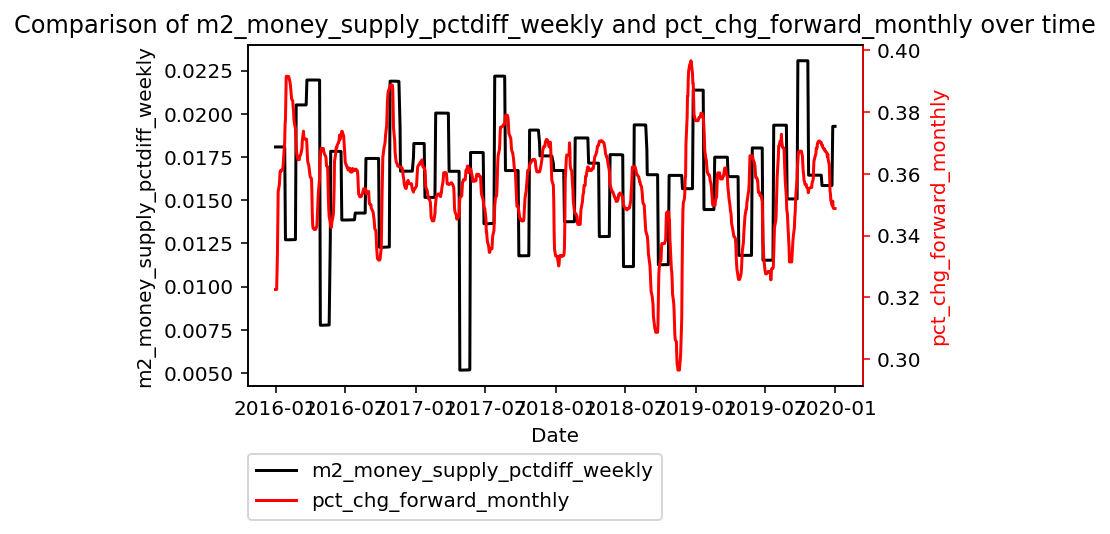 Comparison of m2_money_supply_pctdiff_weekly and pct_chg_forward_monthly over time
m2_money_supply_pctdiff_weekly
0.0225
0.0200
0.0175
0.0150
0.0125
0.0100
0.0075
0.0050
0.40
0.38
0.36
0.34
0.32
0.30
pct_chg_forward_monthly
2016-01 2016-07 2017-01 2017-07 2018-01 2018-07 2019-01 2019-07 2020-01
Date
m2_money_supply_pctdiff_weekly
pct_chg_forward_monthly